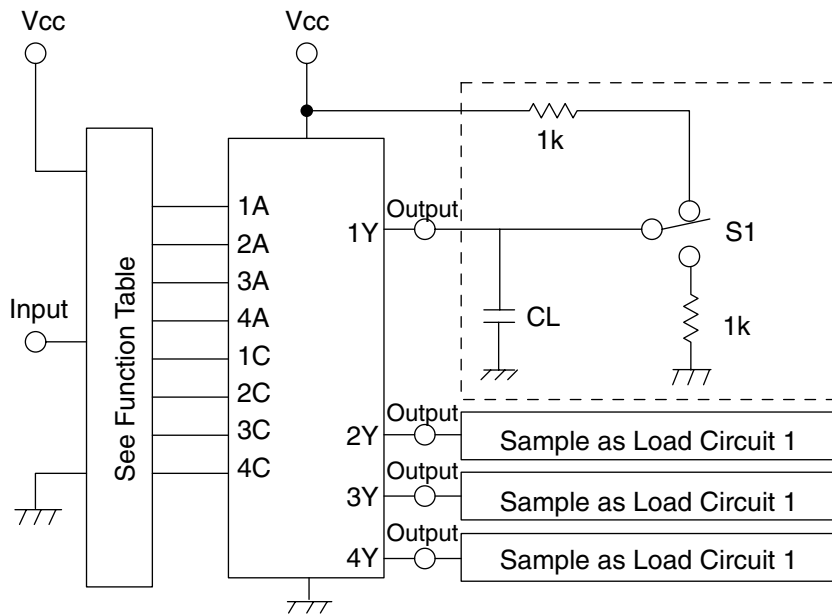 Vcc
Vcc
1k
1A
2A
3A
4A
1C
2C
3C
4C
Input
See Function Table
1Y
Output
S1
CL
1k
2Y
Output
Sample as Load Circuit 1
3Y
Output
Sample as Load Circuit 1
4Y
Output
Sample as Load Circuit 1